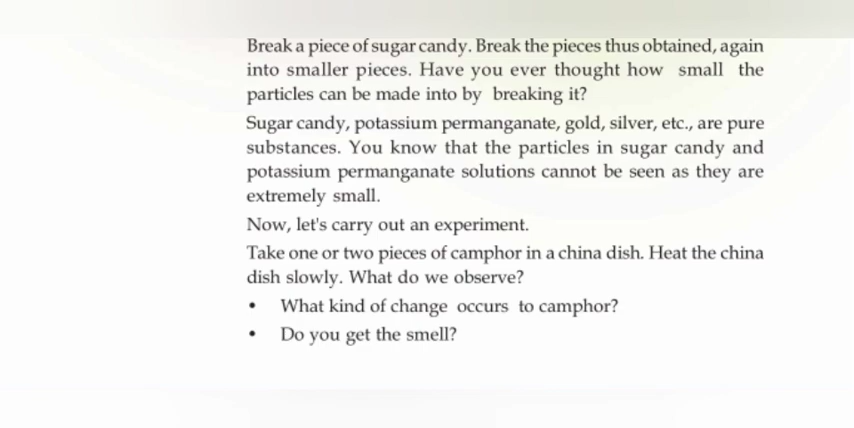 Break a piece of sugar candy. Break the pieces thus obtained, again
into smaller pieces. Have you ever thought how small the
particles can be made into by breaking it?
Sugar candy, potassium permanganate, gold, silver, etc., are pure
substances. You know that the particles in sugar candy and
potassium permanganate solutions cannot be seen as they are
extremely small.
Now, let's carry out an experiment.
Take one or two pieces of camphor in a china dish. Heat the china
dish slowly. What do we observe?
• What kind of change occurs to camphor?
• Do you get the smell?